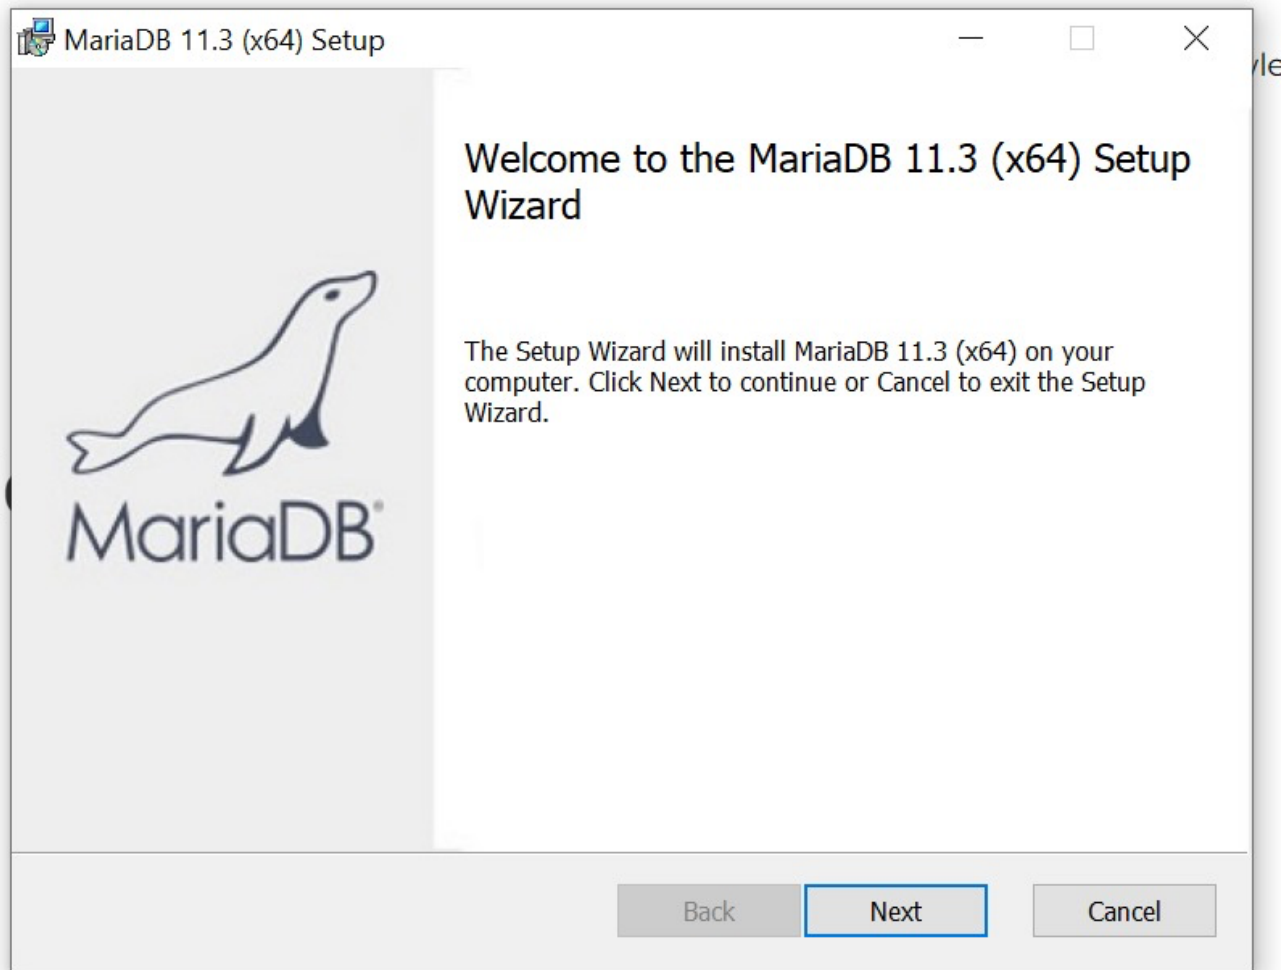 MariaDB 11.3 (x64) Setup
Welcome to the MariaDB 11.3 (x64) Setup
Wizard
The Setup Wizard will install MariaDB 11.3 (x64) on your
computer. Click Next to continue or Cancel to exit the Setup
Wizard.
MariaDB®
Back
Next
Cancel